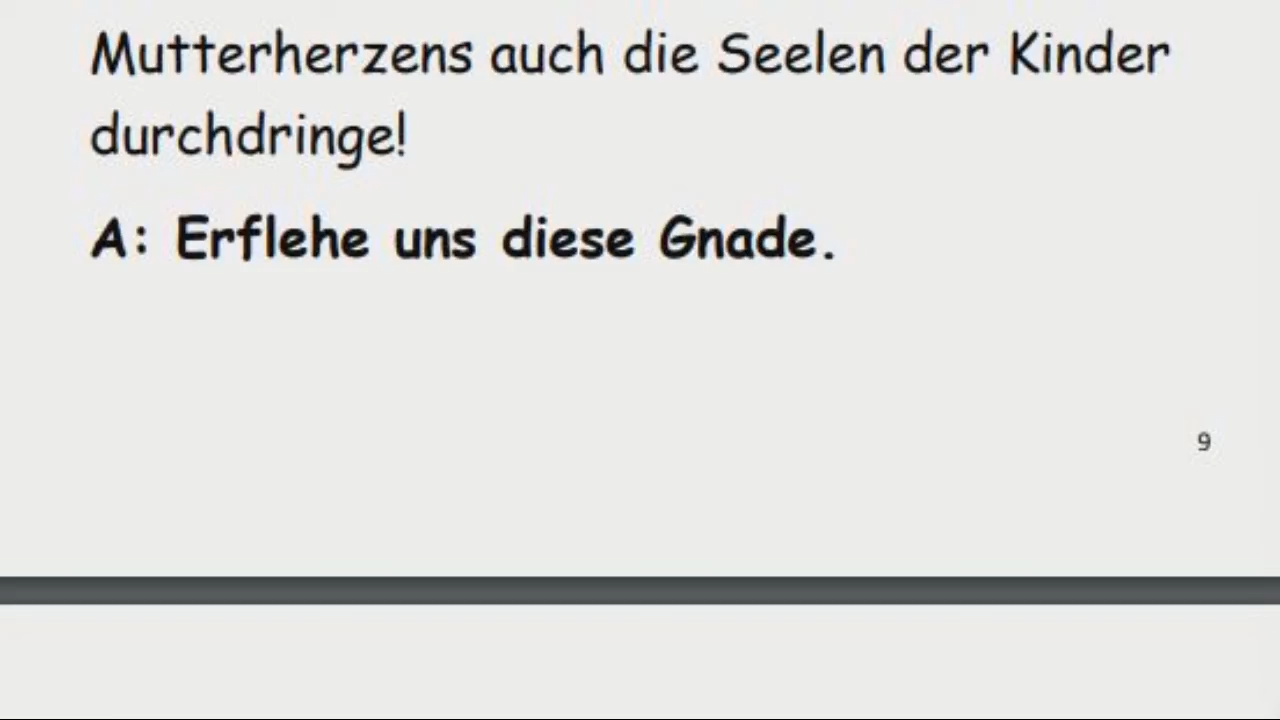 Mutterherzens auch die Seelen der Kinder
durchdringe!
A: Erflehe uns diese Gnade.
9